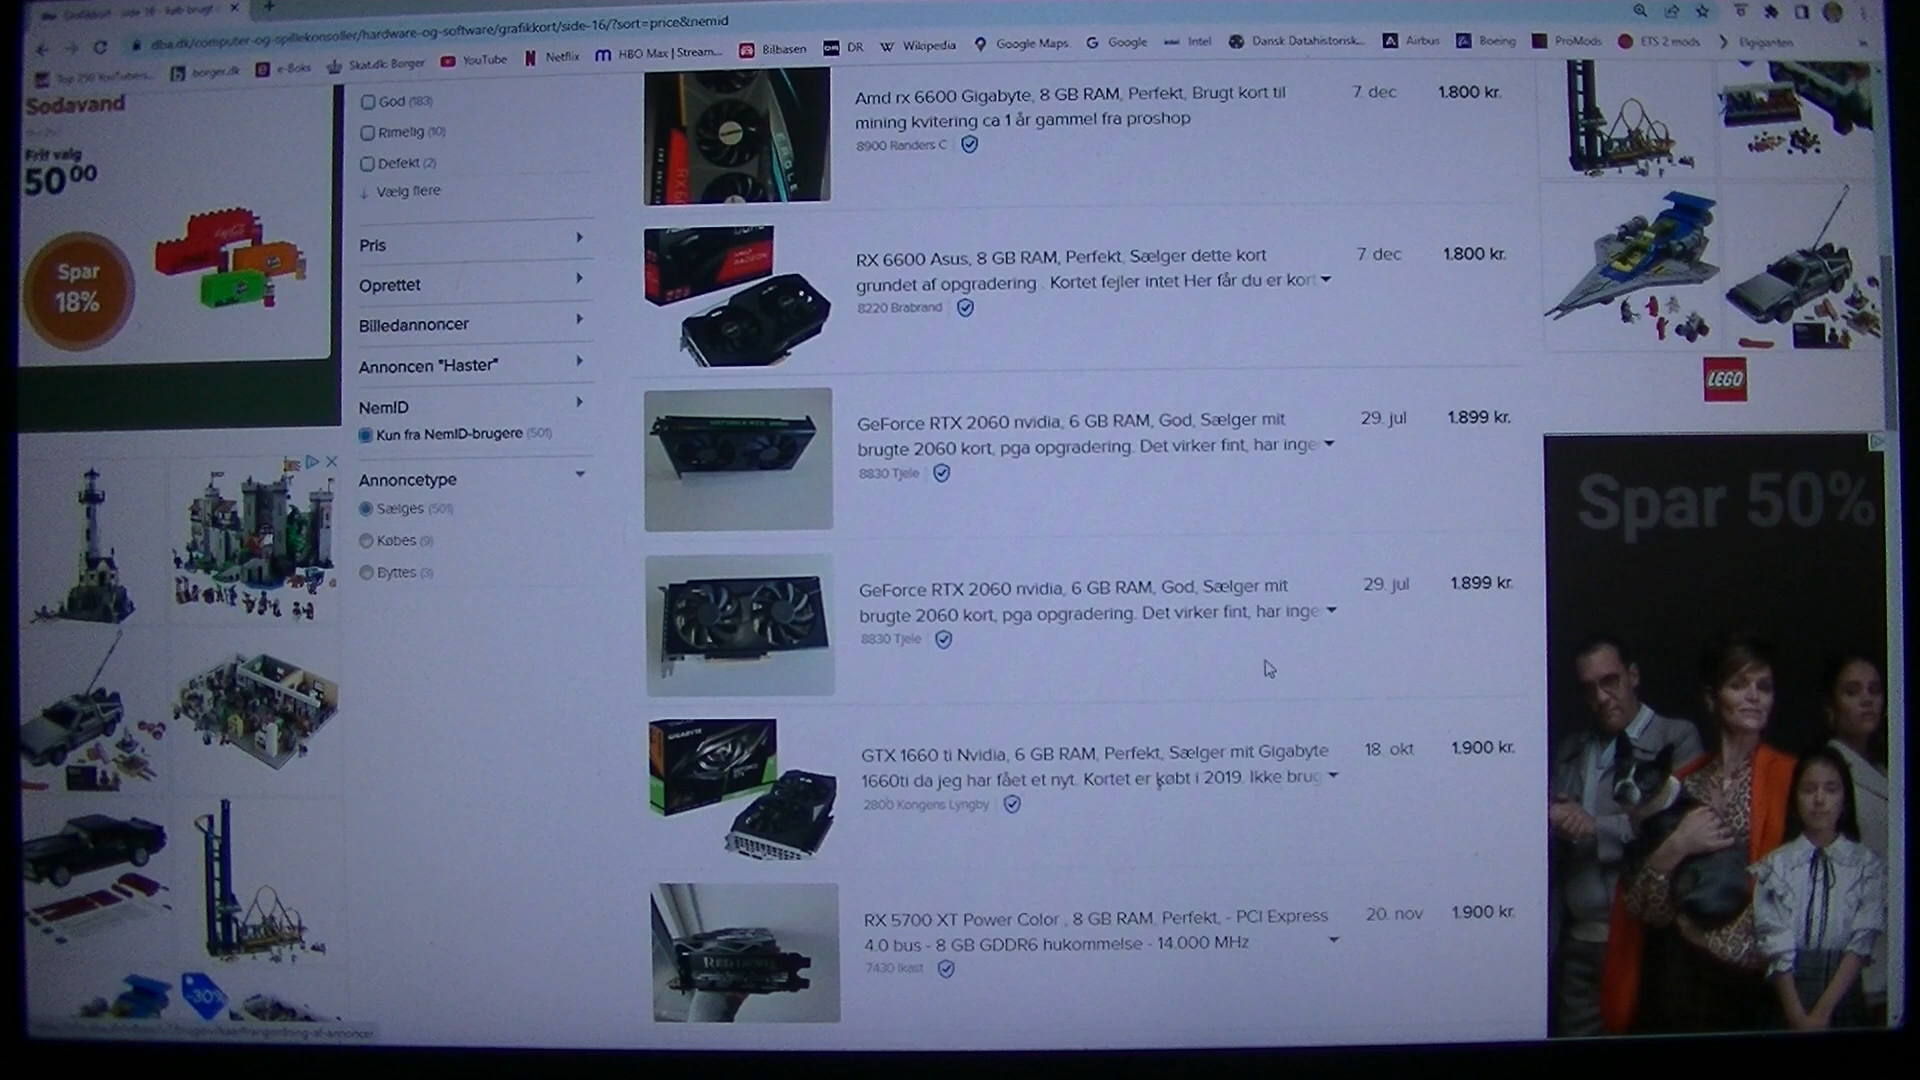 dba.dk/computer-og-spillekonsoller/hardware-og-software/grafikkort/side-16/?sort=price&nemid
Top 250 YouTubers...
borger.dk
e-Boks
Skat.dk: Borger
YouTube
Netflix
HBO Max | Stream...
Bilbasen
DR
Wikipedia
Google Maps
Google
Intel
Dansk Datahistorisk...
Airbus
Boeing
ProMods
ETS 2 mods
Elgiganten
Sodavand
Frit valg
50 00
Spar
18%
God (183)
Rimelig (10)
Defekt (2)
Vælg flere
Pris
Oprettet
Billedannoncer
Annoncen "Haster"
NemID
Kun fra NemID-brugere (501)
Annoncetype
Sælges (501)
Købes (9)
Byttes (3)
Amd rx 6600 Gigabyte, 8 GB RAM, Perfekt, Brugt kort til
mining kvitering ca 1 år gammel fra proshop
8900 Randers C
7. dec
1.800 kr.
RX 6600 Asus, 8 GB RAM, Perfekt, Sælger dette kort
grundet af opgradering . Kortet fejler intet Her får du er kort
8220 Brabrand
7. dec
1.800 kr.
GeForce RTX 2060 nvidia, 6 GB RAM, God, Sælger mit
brugte 2060 kort, pga opgradering. Det virker fint, har inge
8830 Tjele
29. jul
1.899 kr.
GeForce RTX 2060 nvidia, 6 GB RAM, God, Sælger mit
brugte 2060 kort, pga opgradering. Det virker fint, har inge
8830 Tjele
29. jul
1.899 kr.
GTX 1660 ti Nvidia, 6 GB RAM, Perfekt, Sælger mit Gigabyte
1660ti da jeg har fået et nyt. Kortet er købt i 2019. Ikke brug
2800 Kongens Lyngby
18. okt
1.900 kr.
RX 5700 XT Power Color , 8 GB RAM, Perfekt, - PCI Express
4.0 bus - 8 GB GDDR6 hukommelse - 14.000 MHz
7430 Ikast
20. nov
1.900 kr.
LEGO
Spar 50%
-30%